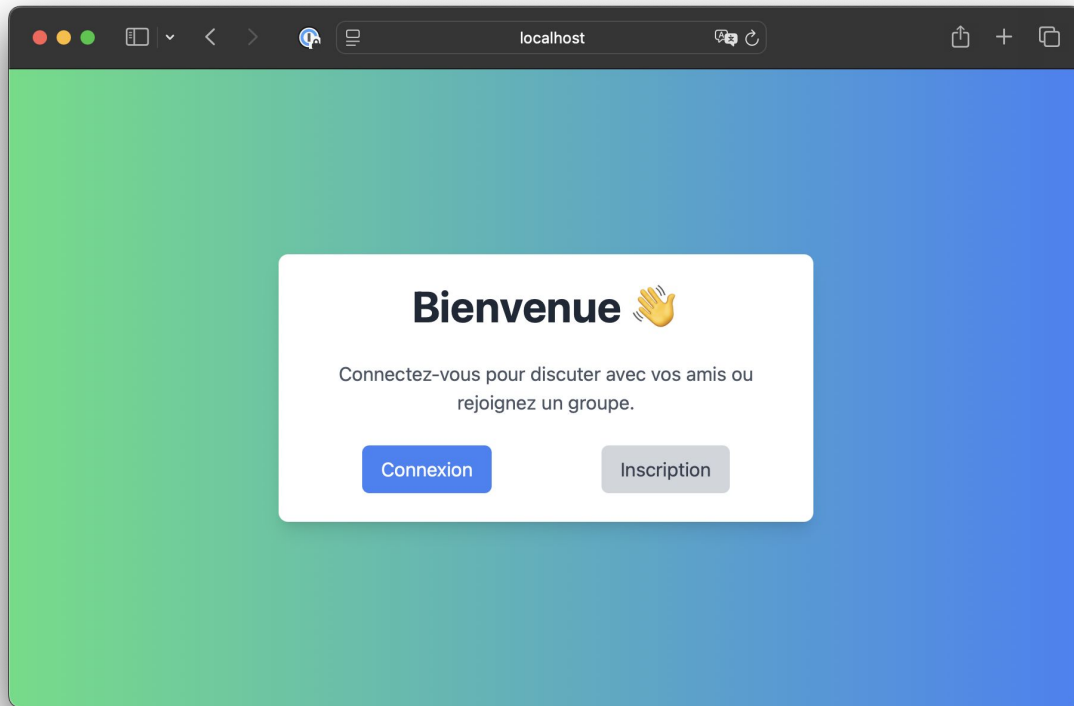 localhost
Bienvenue 👋
Connectez-vous pour discuter avec vos amis ou
rejoignez un groupe.
Connexion
Inscription